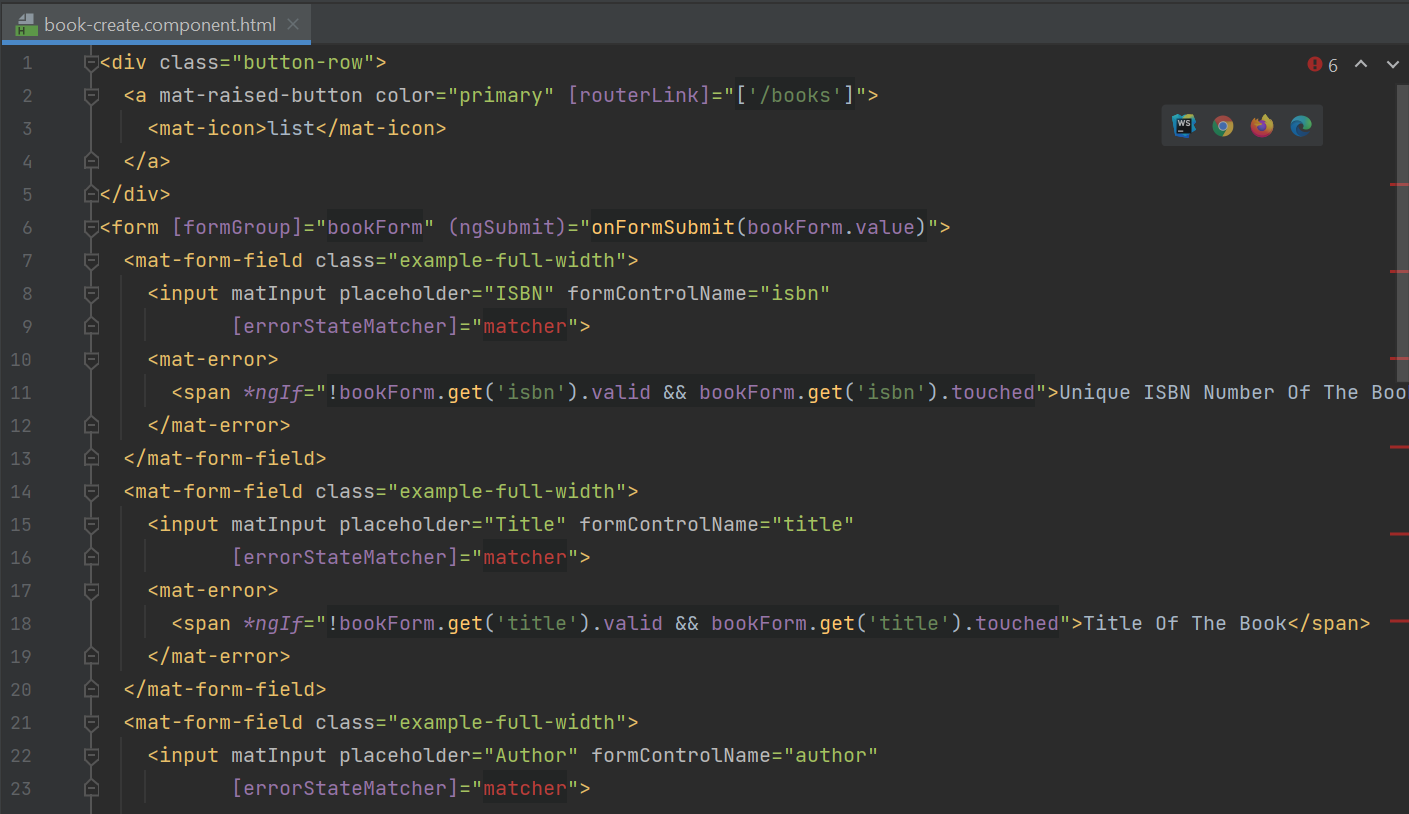 book-create.component.html
6
WS
1 <div class="button-row">
2 <a mat-raised-button color="primary" [routerLink]="['/books']">
3 <mat-icon>list</mat-icon>
4 </a>
5 </div>
6 <form [formGroup]="bookForm" (ngSubmit)="onFormSubmit(bookForm.value)">
7 <mat-form-field class="example-full-width">
8 <input matInput placeholder="ISBN" formControlName="isbn"
9 [errorStateMatcher]="matcher">
10 <mat-error>
11 <span *ngIf="!bookForm.get('isbn').valid && bookForm.get('isbn').touched">Unique ISBN Number Of The Boo
12 </mat-error>
13 </mat-form-field>
14 <mat-form-field class="example-full-width">
15 <input matInput placeholder="Title" formControlName="title"
16 [errorStateMatcher]="matcher">
17 <mat-error>
18 <span *ngIf="!bookForm.get('title').valid && bookForm.get('title').touched">Title Of The Book</span>
19 </mat-error>
20 </mat-form-field>
21 <mat-form-field class="example-full-width">
22 <input matInput placeholder="Author" formControlName="author"
23 [errorStateMatcher]="matcher">